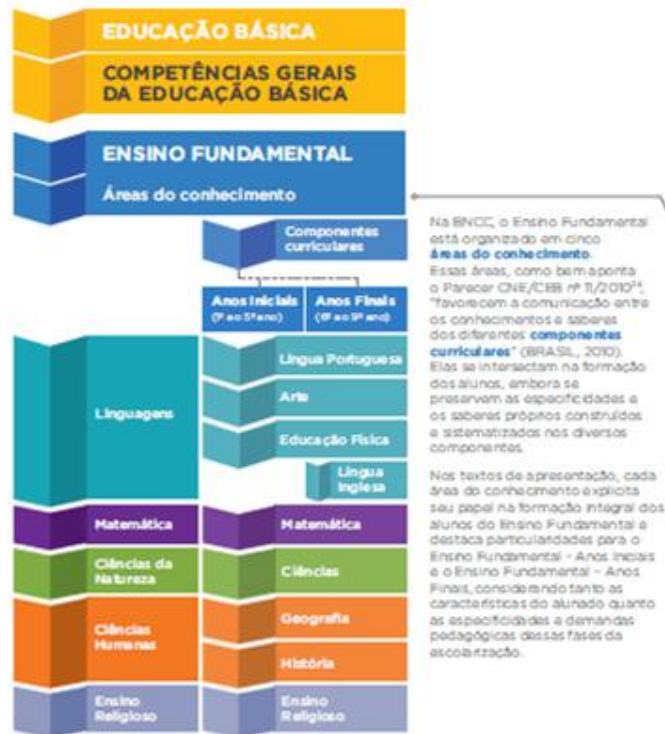 EDUCAÇÃO BÁSICA
COMPETÊNCIAS GERAIS
DA EDUCAÇÃO BÁSICA
ENSINO FUNDAMENTAL
Áreas do conhecimento
Componentes
curriculares
Anos Iniciais
(1º ao 5º ano)
Anos Finais
(6º ao 9º ano)
Linguagens
Língua Portuguesa
Arte
Educação Física
Língua
Inglesa
Matemática
Matemática
Ciências da
Natureza
Ciências
Ciências
Humanas
Geografia
História
Ensino
Religioso
Ensino
Religioso
Na BNCC, o Ensino Fundamental
está organizado em cinco
áreas do conhecimento.
Essas áreas, como bem aponta
o Parecer CNE/CEB nº 11/2010²⁴,
"favorecem a comunicação entre
os conhecimentos e saberes
dos diferentes componentes
curriculares" (BRASIL, 2010).
Elas se intersectam na formação
dos alunos, embora se
preservem as especificidades e
os saberes próprios construídos
e sistematizados nos diversos
componentes.
Nos textos de apresentação, cada
área do conhecimento explicita
seu papel na formação integral dos
alunos do Ensino Fundamental e
destaca particularidades para o
Ensino Fundamental – Anos Iniciais
e o Ensino Fundamental – Anos
Finais, considerando tanto as
características do alunado quanto
as especificidades e demandas
pedagógicas dessas fases da
escolarização.